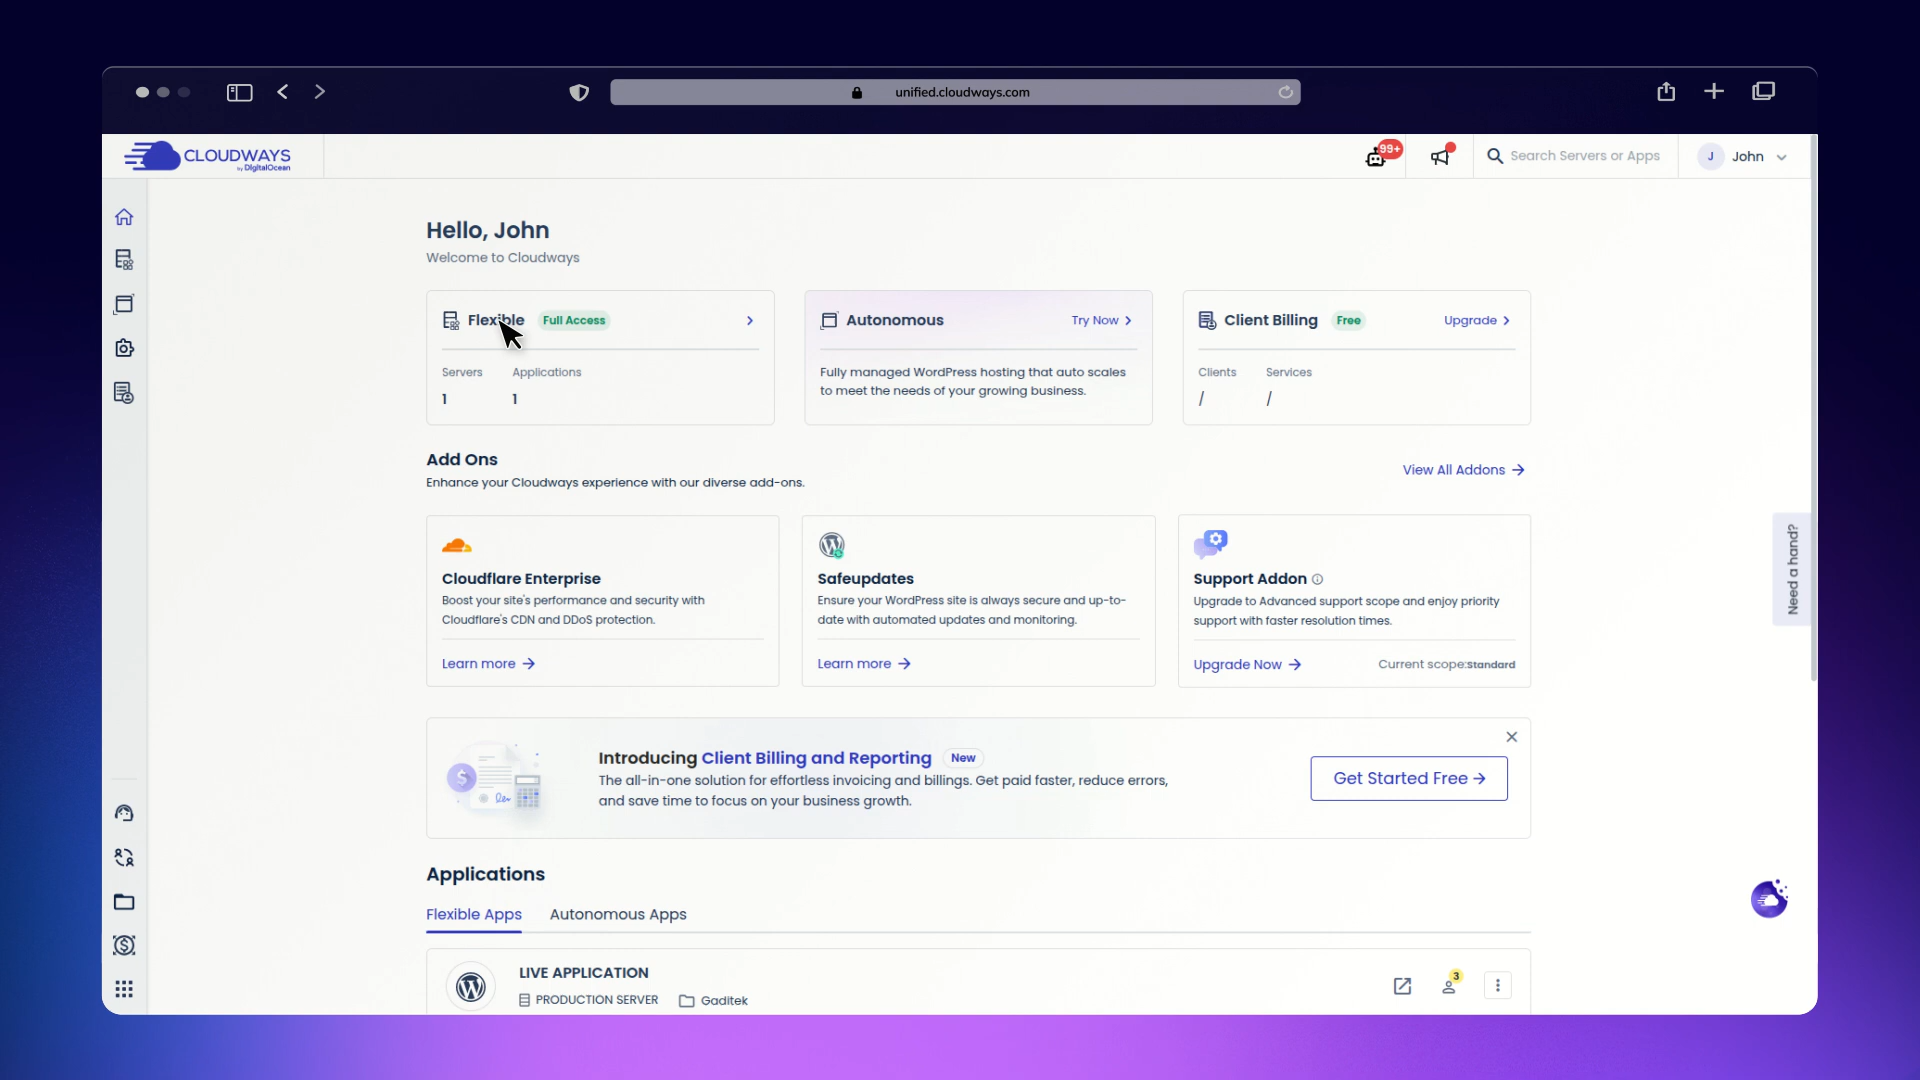 unified.cloudways.com
CLOUDWAYS
by DigitalOcean
99+
Search Servers or Apps
J
John
Hello, John
Welcome to Cloudways
Flexible
Full Access
Servers
Applications
1
1
Autonomous
Try Now
Fully managed WordPress hosting that auto scales
to meet the needs of your growing business.
Client Billing
Free
Upgrade
Clients
Services
/
/
Add Ons
Enhance your Cloudways experience with our diverse add-ons.
View All Addons
Cloudflare Enterprise
Boost your site's performance and security with
Cloudflare's CDN and DDoS protection.
Learn more
Safeupdates
Ensure your WordPress site is always secure and up-to-
date with automated updates and monitoring.
Learn more
Support Addon
Upgrade to Advanced support scope and enjoy priority
support with faster resolution times.
Upgrade Now
Current scope:Standard
Need a hand?
Introducing Client Billing and Reporting
New
The all-in-one solution for effortless invoicing and billings. Get paid faster, reduce errors,
and save time to focus on your business growth.
Get Started Free
Applications
Flexible Apps
Autonomous Apps
LIVE APPLICATION
PRODUCTION SERVER
Gaditek
3